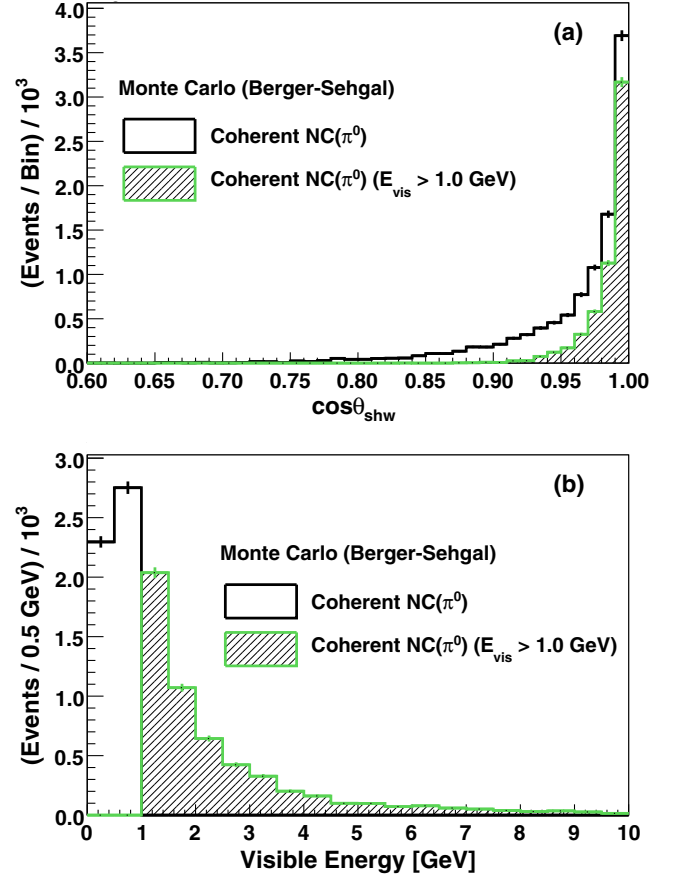 (a)
Monte Carlo (Berger-Sehgal)
Coherent NC(π⁰)
Coherent NC(π⁰) (E_vis > 1.0 GeV)
(Events / Bin) / 10³
4.0
3.5
3.0
2.5
2.0
1.5
1.0
0.5
0.0
0.60 0.65 0.70 0.75 0.80 0.85 0.90 0.95 1.00
cosθ_shw
(b)
Monte Carlo (Berger-Sehgal)
Coherent NC(π⁰)
Coherent NC(π⁰) (E_vis > 1.0 GeV)
(Events / 0.5 GeV) / 10³
3.0
2.5
2.0
1.5
1.0
0.5
0.0
0 1 2 3 4 5 6 7 8 9 10
Visible Energy [GeV]